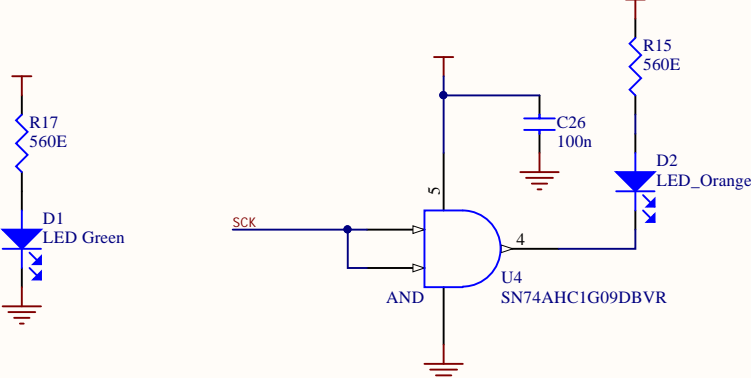 R15
560E
R17
560E
C26
100n
D2
LED_Orange
5
D1
LED Green
SCK
4
U4
AND
SN74AHC1G09DBVR